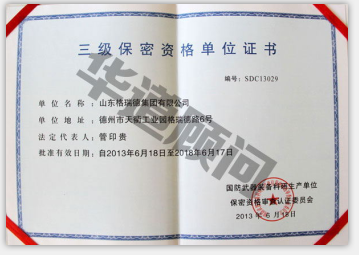 三级保密资格单位证书
编号：SDC13029
单位名称：山东格瑞德集团有限公司
单位地址：德州市天衢工业园格瑞德路6号
法定代表人：管印贵
批准有效日期：自2013年6月18日至2018年6月17日
华道顾问
国防武器装备科研生产单位
保密资格审查认证委员会
2013年6月18日